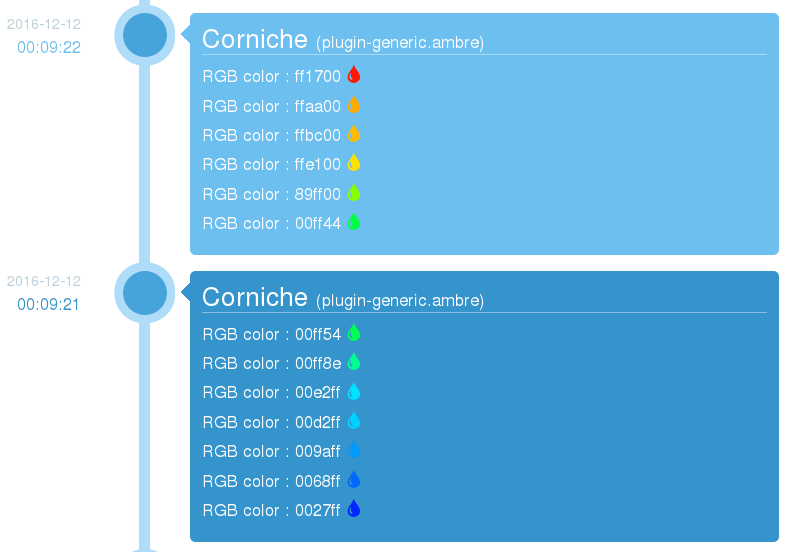 2016-12-12
00:09:22
Corniche (plugin-generic.ambre)
RGB color : ff1700
RGB color : ffaa00
RGB color : ffbc00
RGB color : ffe100
RGB color : 89ff00
RGB color : 00ff44
2016-12-12
00:09:21
Corniche (plugin-generic.ambre)
RGB color : 00ff54
RGB color : 00ff8e
RGB color : 00e2ff
RGB color : 00d2ff
RGB color : 009aff
RGB color : 0068ff
RGB color : 0027ff